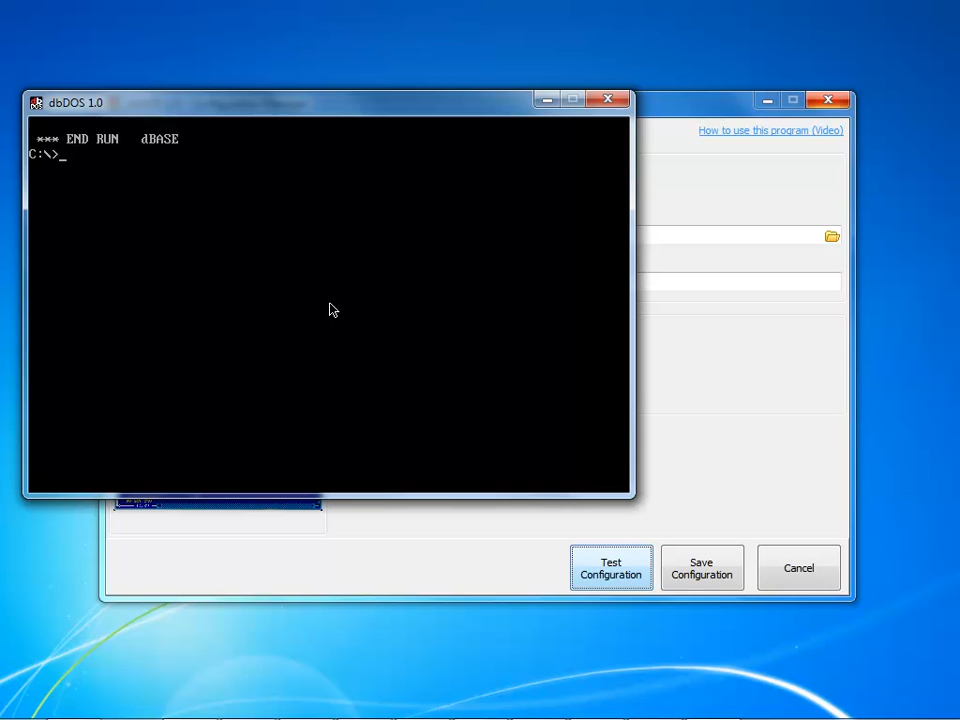 dbDOS 1.0
*** END RUN   dBASE
C:\>_
How to use this program (Video)
Test
Configuration
Save
Configuration
Cancel